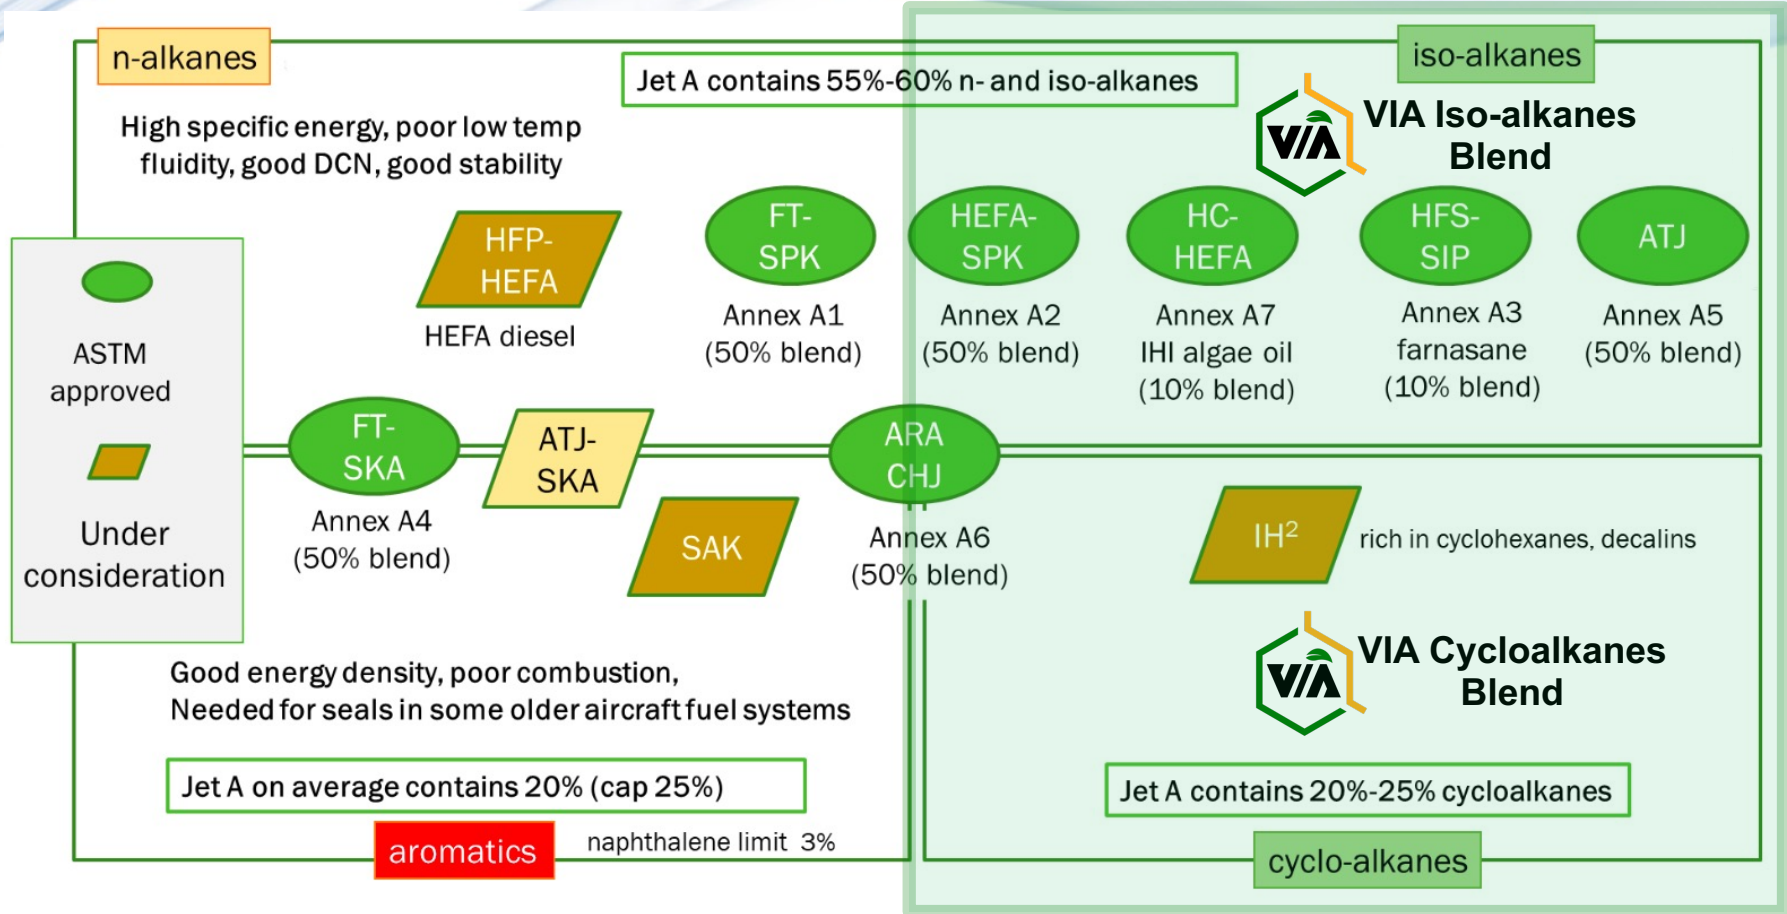 n-alkanes
iso-alkanes
Jet A contains 55%-60% n- and iso-alkanes
High specific energy, poor low temp
fluidity, good DCN, good stability
VIA
VIA Iso-alkanes
Blend
HFP-
HEFA
HEFA diesel
FT-
SPK
Annex A1
(50% blend)
HEFA-
SPK
Annex A2
(50% blend)
HC-
HEFA
Annex A7
IHI algae oil
(10% blend)
HFS-
SIP
Annex A3
farnasane
(10% blend)
ATJ
Annex A5
(50% blend)
ASTM
approved
Under
consideration
FT-
SKA
Annex A4
(50% blend)
ATJ-
SKA
SAK
ARA
CHJ
Annex A6
(50% blend)
IH²
rich in cyclohexanes, decalins
VIA
VIA Cycloalkanes
Blend
Good energy density, poor combustion,
Needed for seals in some older aircraft fuel systems
Jet A on average contains 20% (cap 25%)
Jet A contains 20%-25% cycloalkanes
aromatics
naphthalene limit 3%
cyclo-alkanes